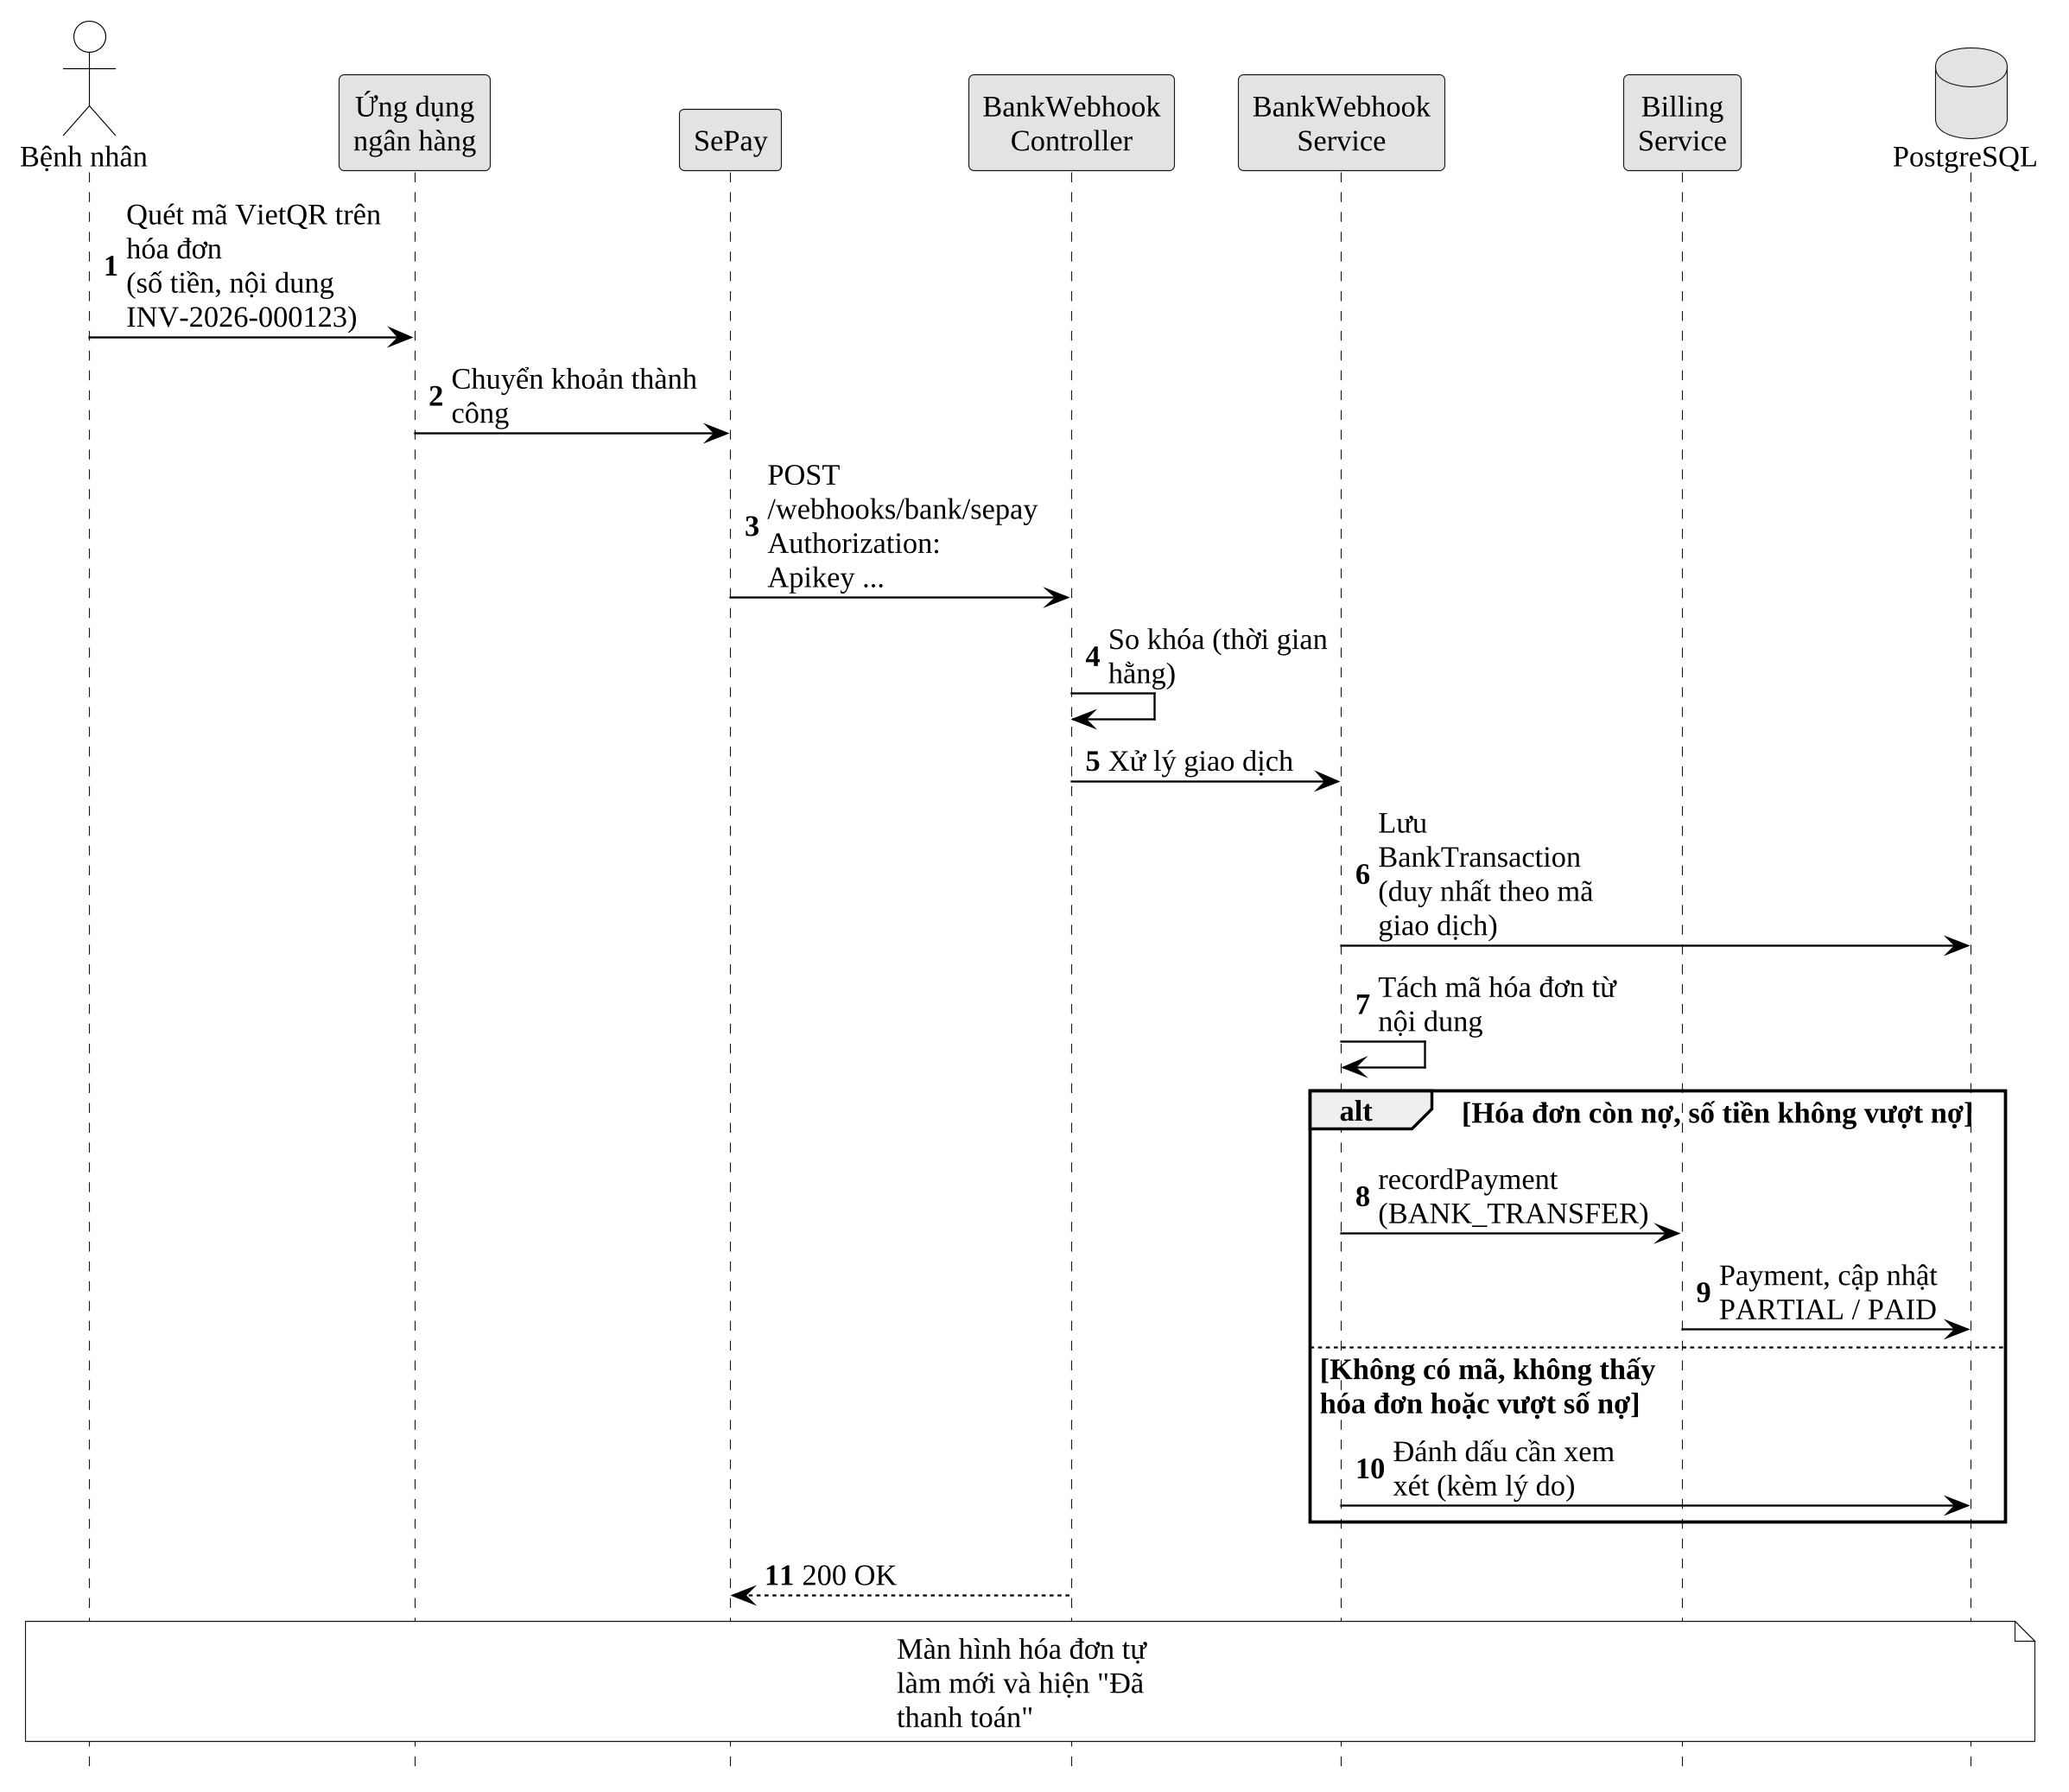 Bệnh nhân
Ứng dụng
ngân hàng
SePay
BankWebhook
Controller
BankWebhook
Service
Billing
Service
PostgreSQL
1 Quét mã VietQR trên
hóa đơn
(số tiền, nội dung
INV-2026-000123)
2 Chuyển khoản thành
công
3 POST
/webhooks/bank/sepay
Authorization:
Apikey ...
4 So khóa (thời gian
hằng)
5 Xử lý giao dịch
6 Lưu
BankTransaction
(duy nhất theo mã
giao dịch)
7 Tách mã hóa đơn từ
nội dung
alt [Hóa đơn còn nợ, số tiền không vượt nợ]
8 recordPayment
(BANK_TRANSFER)
9 Payment, cập nhật
PARTIAL / PAID
[Không có mã, không thấy
hóa đơn hoặc vượt số nợ]
10 Đánh dấu cần xem
xét (kèm lý do)
11 200 OK
Màn hình hóa đơn tự
làm mới và hiện "Đã
thanh toán"